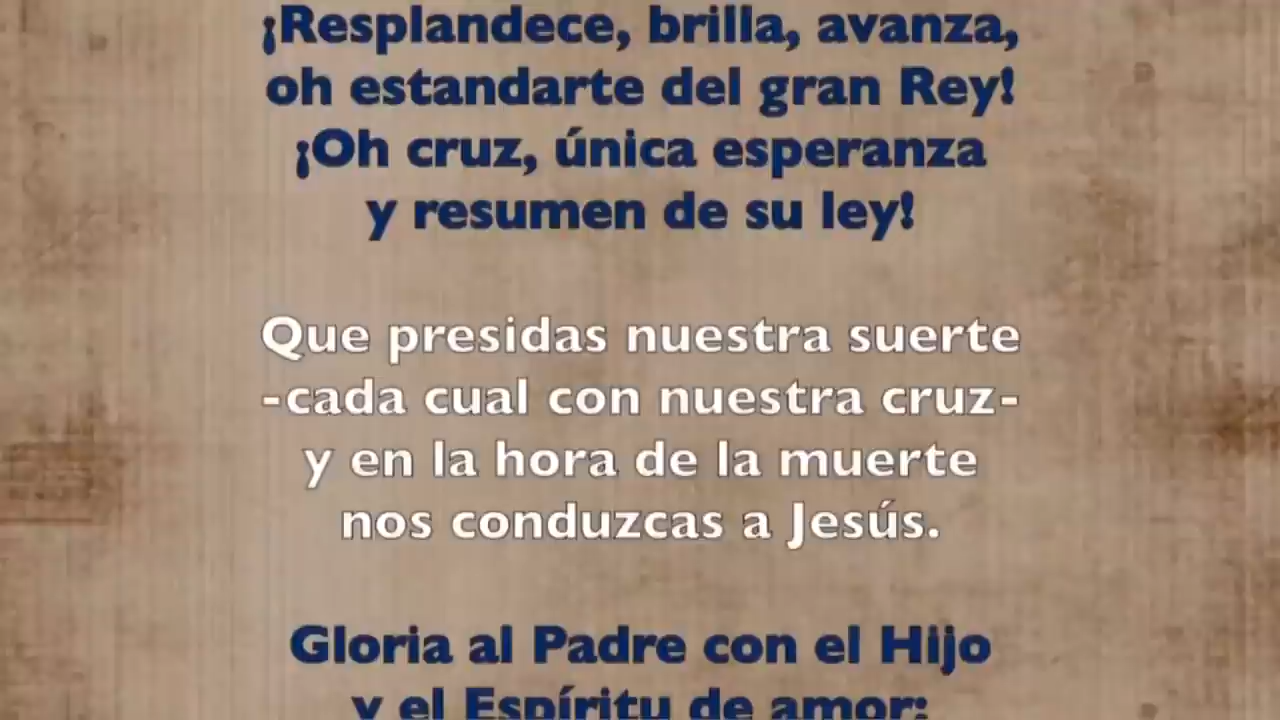 ¡Resplandece, brilla, avanza,
oh estandarte del gran Rey!
¡Oh cruz, única esperanza
y resumen de su ley!
Que presidas nuestra suerte
-cada cual con nuestra cruz-
y en la hora de la muerte
nos conduzcas a Jesús.
Gloria al Padre con el Hijo
y el Espíritu de amor;